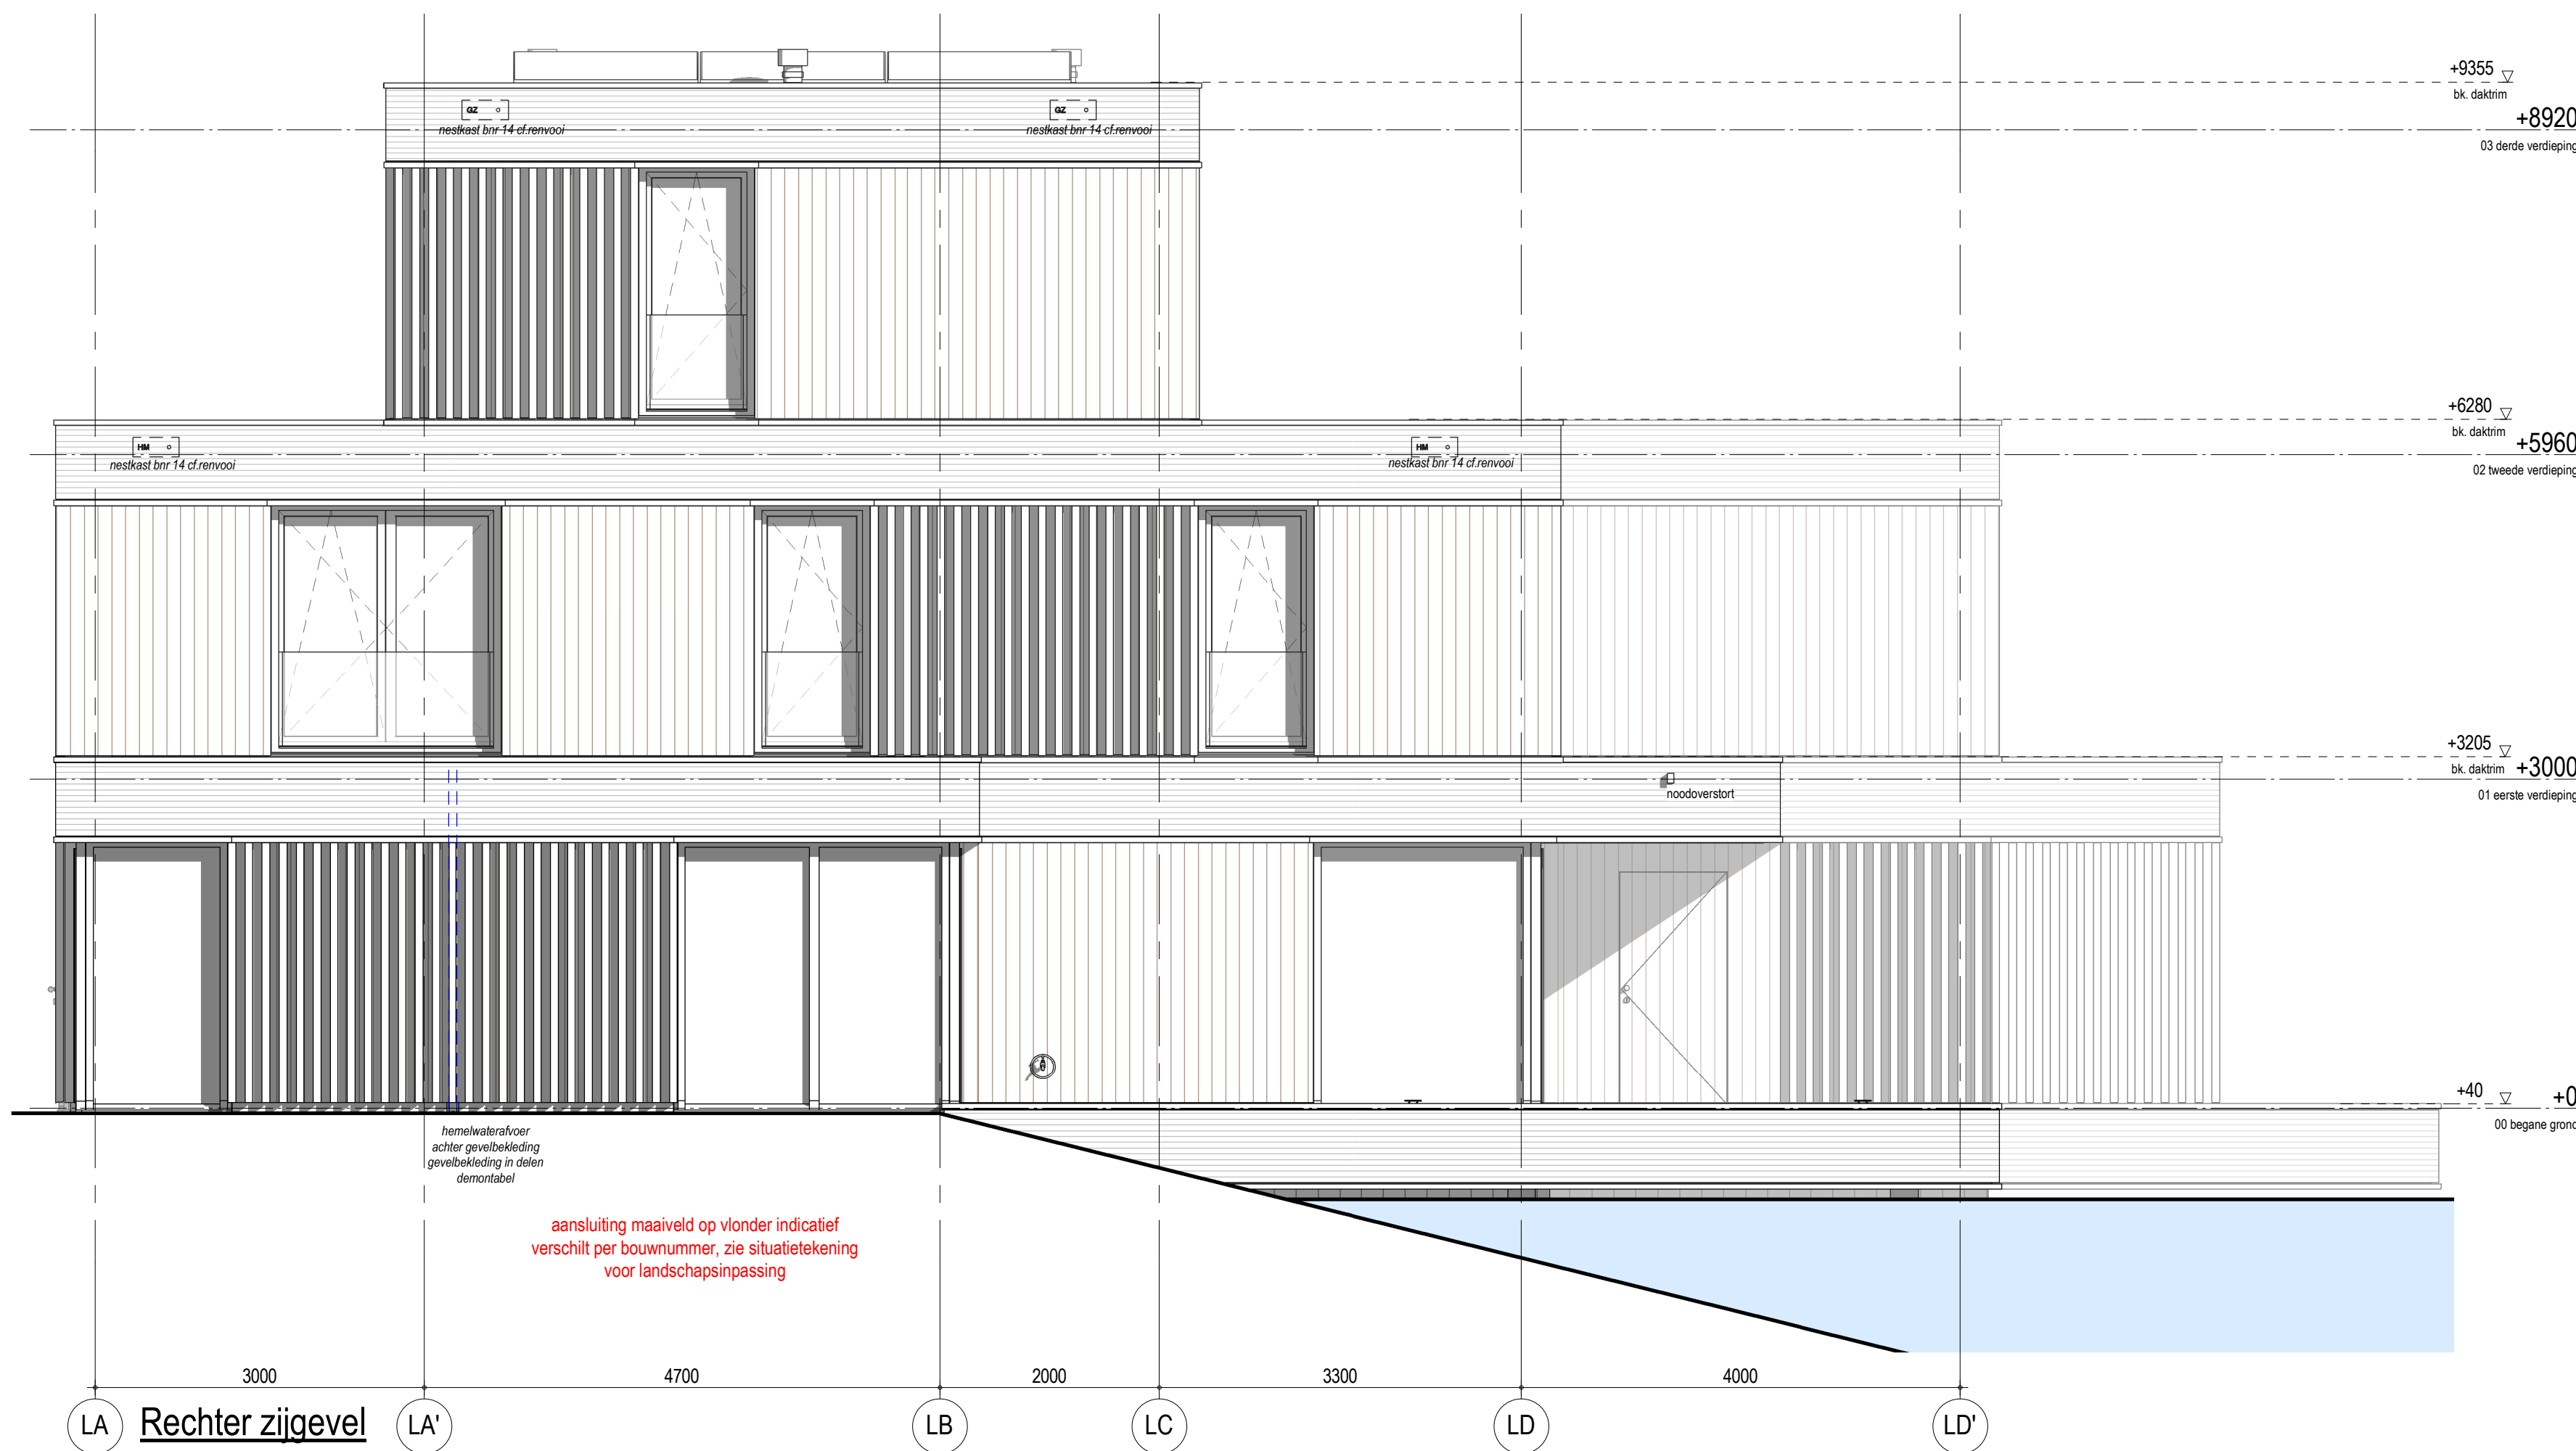 +9355
bk. daktrim
GZ
GZ
+8920
nestkast bnr 14 cf.renvooi
nestkast bnr 14 cf.renvooi
03 derde verdieping
+6280
bk. daktrim
+5960
HM
HM
nestkast bnr 14 cf.renvooi
nestkast bnr 14 cf.renvooi
02 tweede verdieping
+3205
bk. daktrim
+3000
noodoverstort
01 eerste verdieping
+40
+0
00 begane grond
hemelwaterafvoer
achter gevelbekleding
gevelbekleding in delen
demontabel
aansluiting maaiveld op vlonder indicatief
verschilt per bouwnummer, zie situatietekening
voor landschapsinpassing
3000
4700
2000
3300
4000
LA
Rechter zijgevel
LA'
LB
LC
LD
LD'